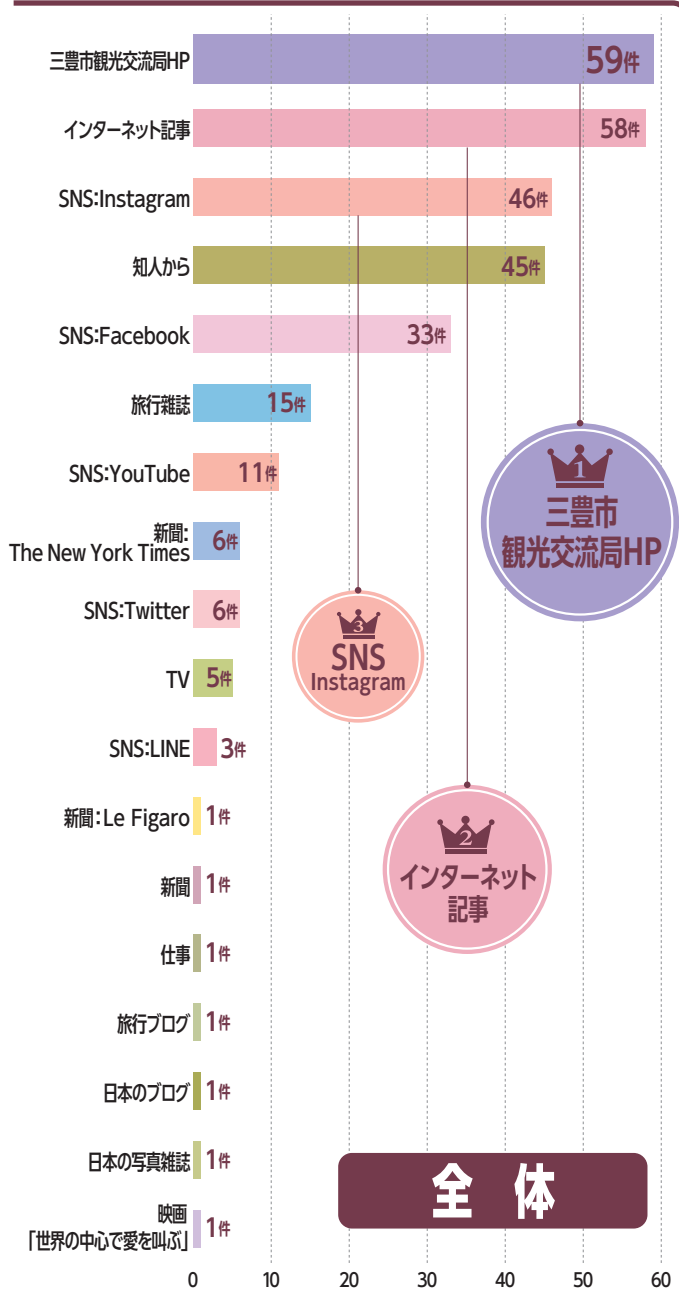 三豊市観光交流局HP
59件
インターネット記事
58件
SNS:Instagram
46件
知人から
45件
SNS:Facebook
33件
旅行雑誌
15件
SNS:YouTube
11件
新聞:
The New York Times
6件
SNS:Twitter
6件
TV
5件
SNS:LINE
3件
新聞:Le Figaro
1件
新聞
1件
仕事
1件
旅行ブログ
1件
日本のブログ
1件
日本の写真雑誌
1件
映画
「世界の中心で愛を叫ぶ」
1件
1
三豊市
観光交流局HP
3
SNS
Instagram
2
インターネット
記事
全体
0 10 20 30 40 50 60